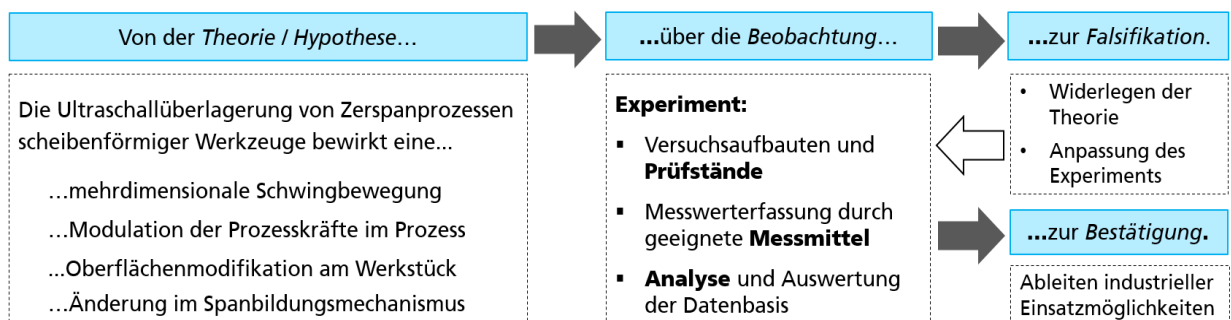 Von der Theorie / Hypothese…
Die Ultraschallüberlagerung von Zerspanprozessen
scheibenförmiger Werkzeuge bewirkt eine...
…mehrdimensionale Schwingbewegung
…Modulation der Prozesskräfte im Prozess
...Oberflächenmodifikation am Werkstück
…Änderung im Spanbildungsmechanismus
…über die Beobachtung…
Experiment:
▪ Versuchsaufbauten und
Prüfstände
▪ Messwerterfassung durch
geeignete Messmittel
▪ Analyse und Auswertung
der Datenbasis
…zur Falsifikation.
• Widerlegen der
Theorie
• Anpassung des
Experiments
…zur Bestätigung.
Ableiten industrieller
Einsatzmöglichkeiten